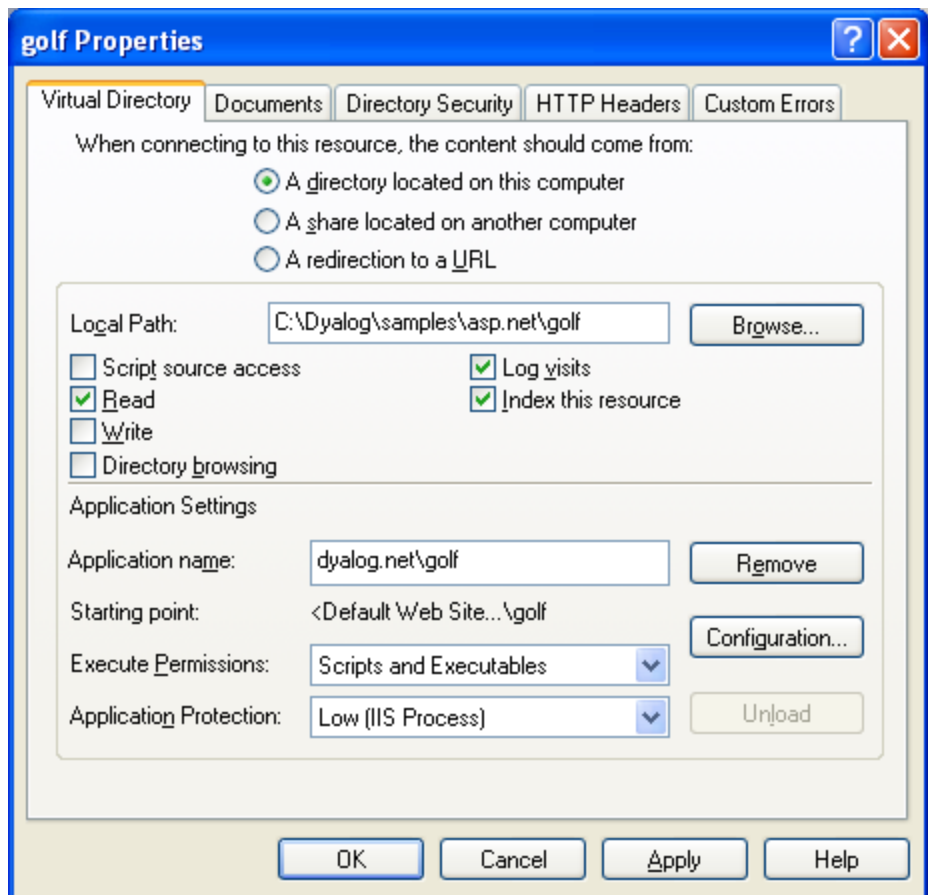 golf Properties
Virtual Directory Documents Directory Security HTTP Headers Custom Errors
When connecting to this resource, the content should come from:
A directory located on this computer
A share located on another computer
A redirection to a URL
Local Path: C:\Dyalog\samples\asp.net\golf Browse...
Script source access Log visits
Read Index this resource
Write
Directory browsing
Application Settings
Application name: dyalog.net\golf Remove
Starting point: <Default Web Site...\golf
Configuration...
Execute Permissions: Scripts and Executables
Application Protection: Low (IIS Process) Unload
OK Cancel Apply Help